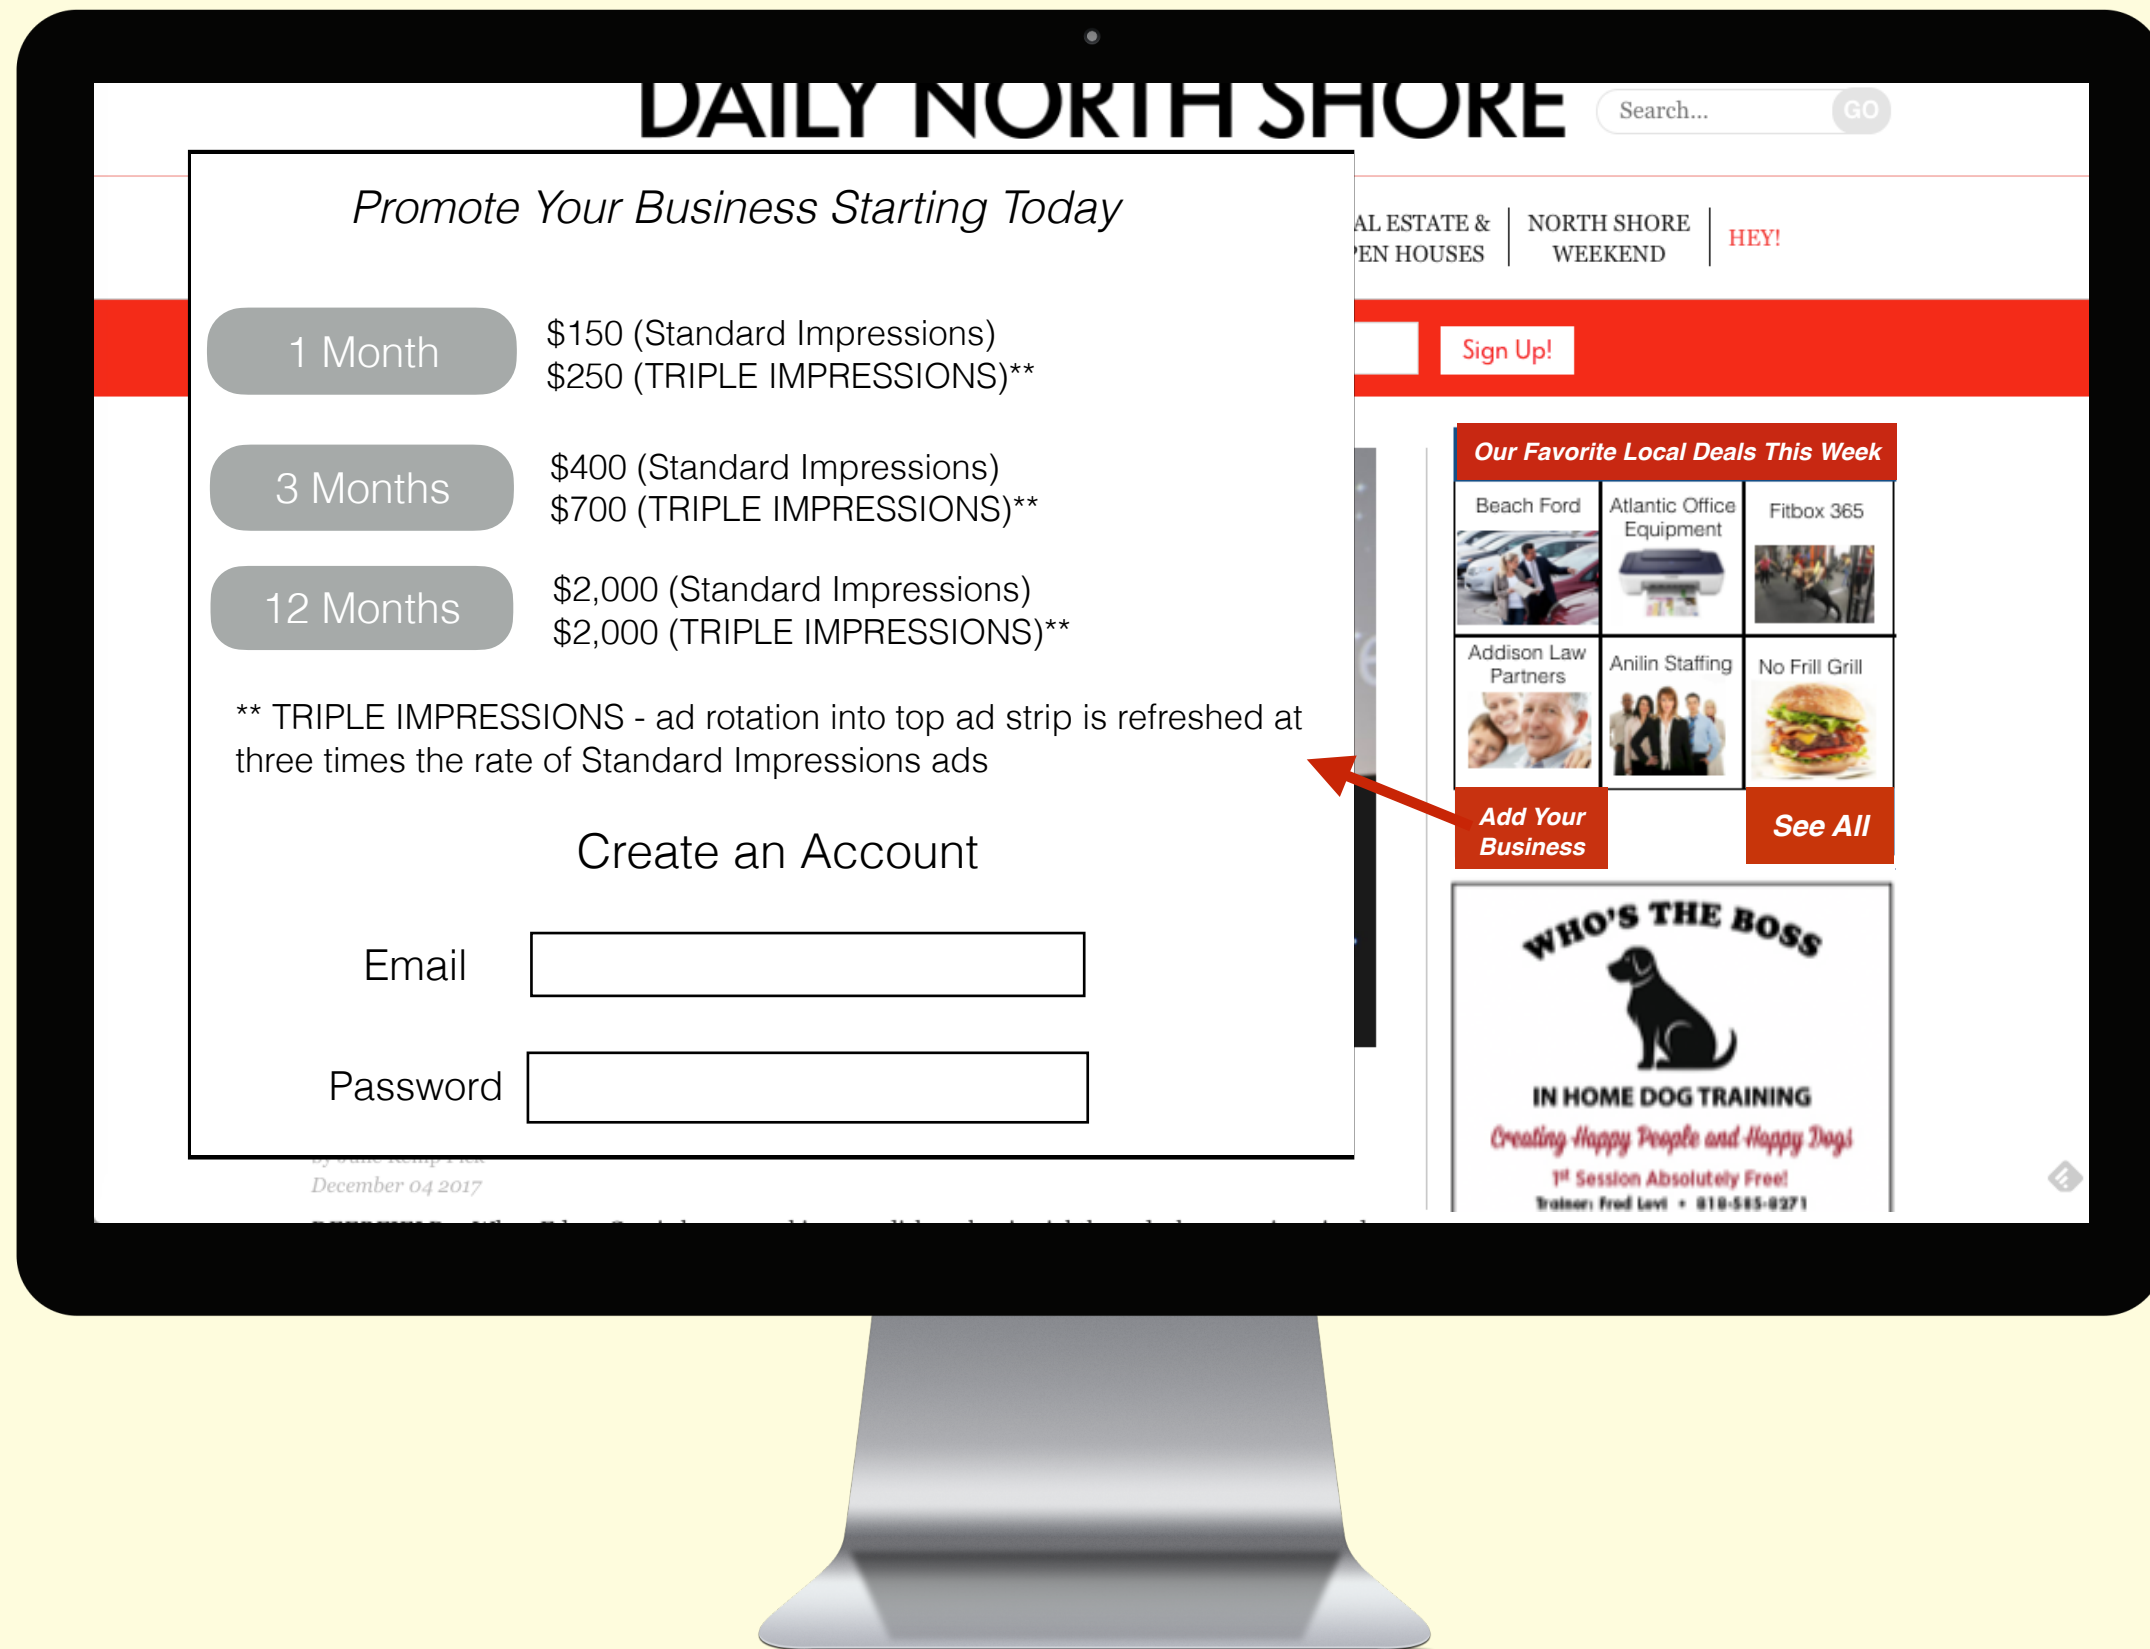 DAILY NORTH SHORE
Search...
GO
Promote Your Business Starting Today
AL ESTATE &
EN HOUSES
NORTH SHORE
WEEKEND
HEY!
1 Month
$150 (Standard Impressions)
$250 (TRIPLE IMPRESSIONS)**
Sign Up!
3 Months
$400 (Standard Impressions)
$700 (TRIPLE IMPRESSIONS)**
12 Months
$2,000 (Standard Impressions)
$2,000 (TRIPLE IMPRESSIONS)**
** TRIPLE IMPRESSIONS - ad rotation into top ad strip is refreshed at
three times the rate of Standard Impressions ads
Create an Account
Email
Password
Our Favorite Local Deals This Week
Beach Ford
Atlantic Office
Equipment
Fitbox 365
Addison Law
Partners
Anilin Staffing
No Frill Grill
Add Your
Business
See All
WHO'S THE BOSS
IN HOME DOG TRAINING
Creating Happy People and Happy Dogs
1st Session Absolutely Free!
Trainer: Fred Levi • 818-585-8271
December 04 2017